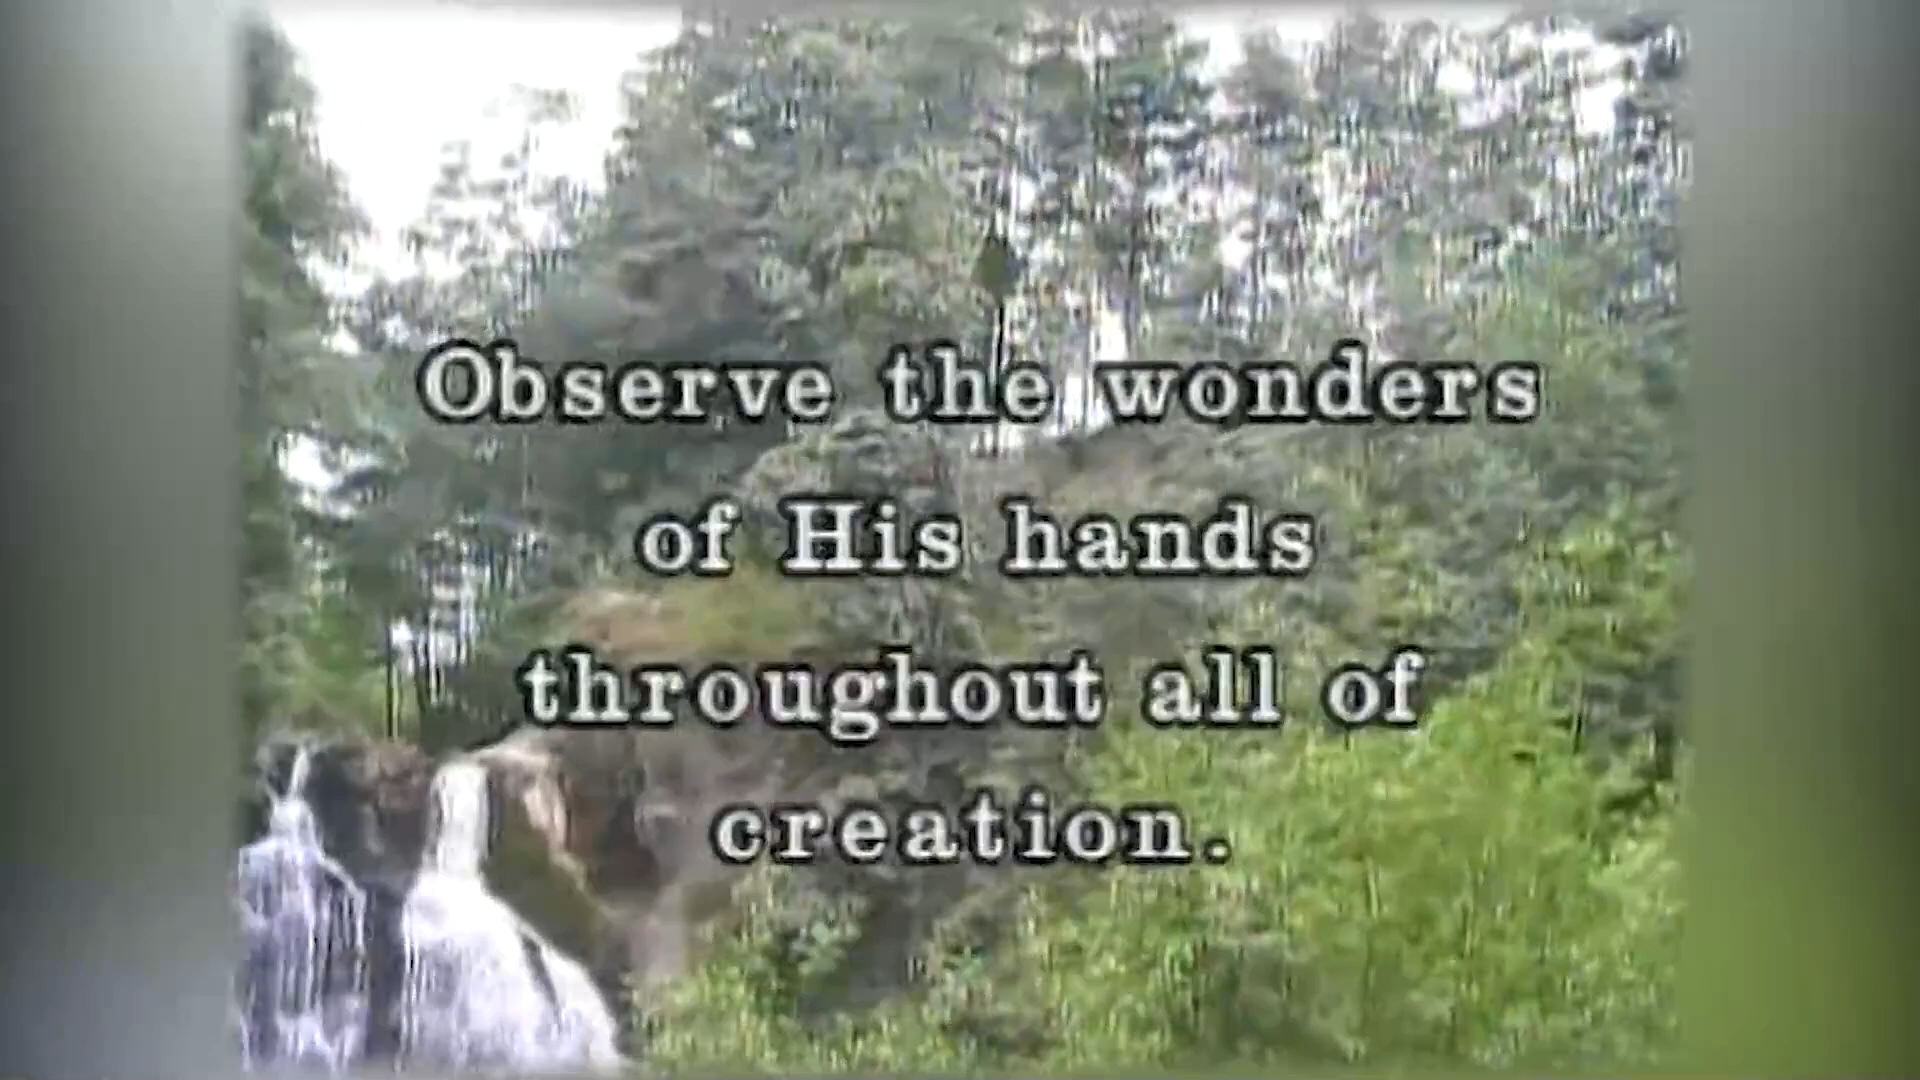 Observe the wonders
of His hands
throughout all of
creation.